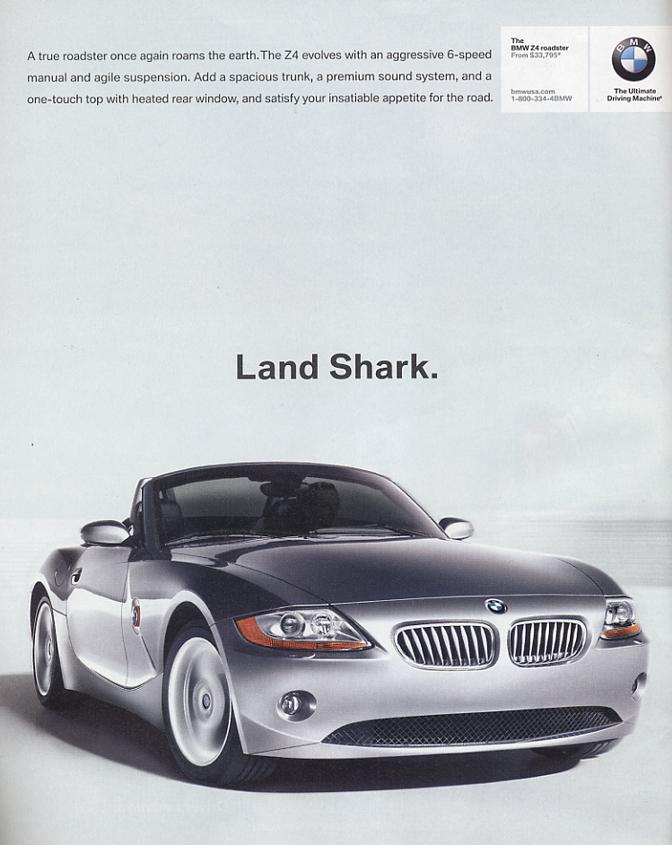 A true roadster once again roams the earth. The Z4 evolves with an aggressive 6-speed
manual and agile suspension. Add a spacious trunk, a premium sound system, and a
one-touch top with heated rear window, and satisfy your insatiable appetite for the road.
The
BMW Z4 roadster
From $33,795*
bmwusa.com
1-800-334-4BMW
BMW
The Ultimate
Driving Machine®
Land Shark.